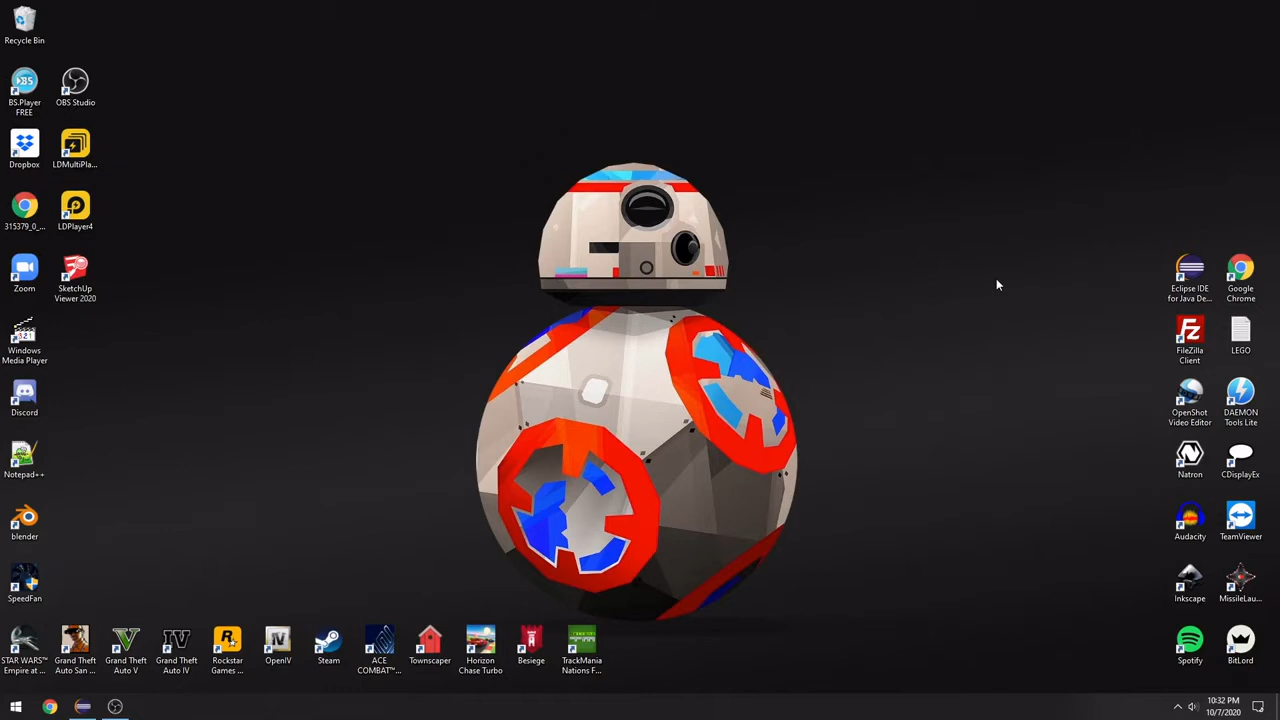 Recycle Bin
BS.Player
FREE
OBS Studio
Dropbox
LDMultiPla...
315379_0_...
LDPlayer4
Zoom
SketchUp
Viewer 2020
Windows
Media Player
Discord
Notepad++
blender
SpeedFan
STAR WARS™
Empire at ...
Grand Theft
Auto San ...
Grand Theft
Auto V
Grand Theft
Auto IV
Rockstar
Games ...
OpenIV
Steam
ACE
COMBAT™...
Townscaper
Horizon
Chase Turbo
Besiege
TrackMania
Nations F...
Eclipse IDE
for Java De...
Google
Chrome
FileZilla
Client
LEGO
OpenShot
Video Editor
DAEMON
Tools Lite
Natron
CDisplayEx
Audacity
TeamViewer
Inkscape
MissileLau...
Spotify
BitLord
10:32 PM
10/7/2020